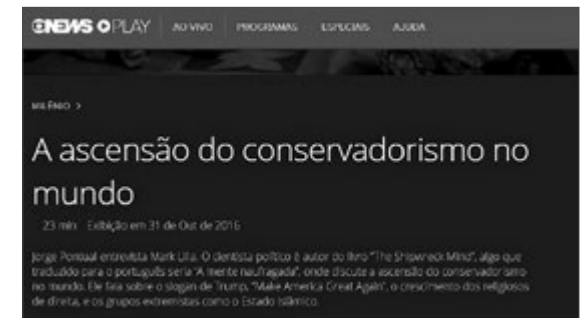 GNEWS PLAY AO VIVO PROGRAMAS ESPECIAIS AJUDA
MILÊNIO >
A ascensão do conservadorismo no
mundo
23 min Exibição em 31 de Out de 2016
Jorge Pontual entrevista Mark Lilla. O cientista político é autor do livro "The Shipwreck Mind", algo que
traduzido para o português seria "A mente naufragada", onde discute a ascensão do conservadorismo
no mundo. Ele fala sobre o slogan de Trump, "Make America Great Again", o crescimento dos religiosos
de direita, e os grupos extremistas como o Estado Islâmico.